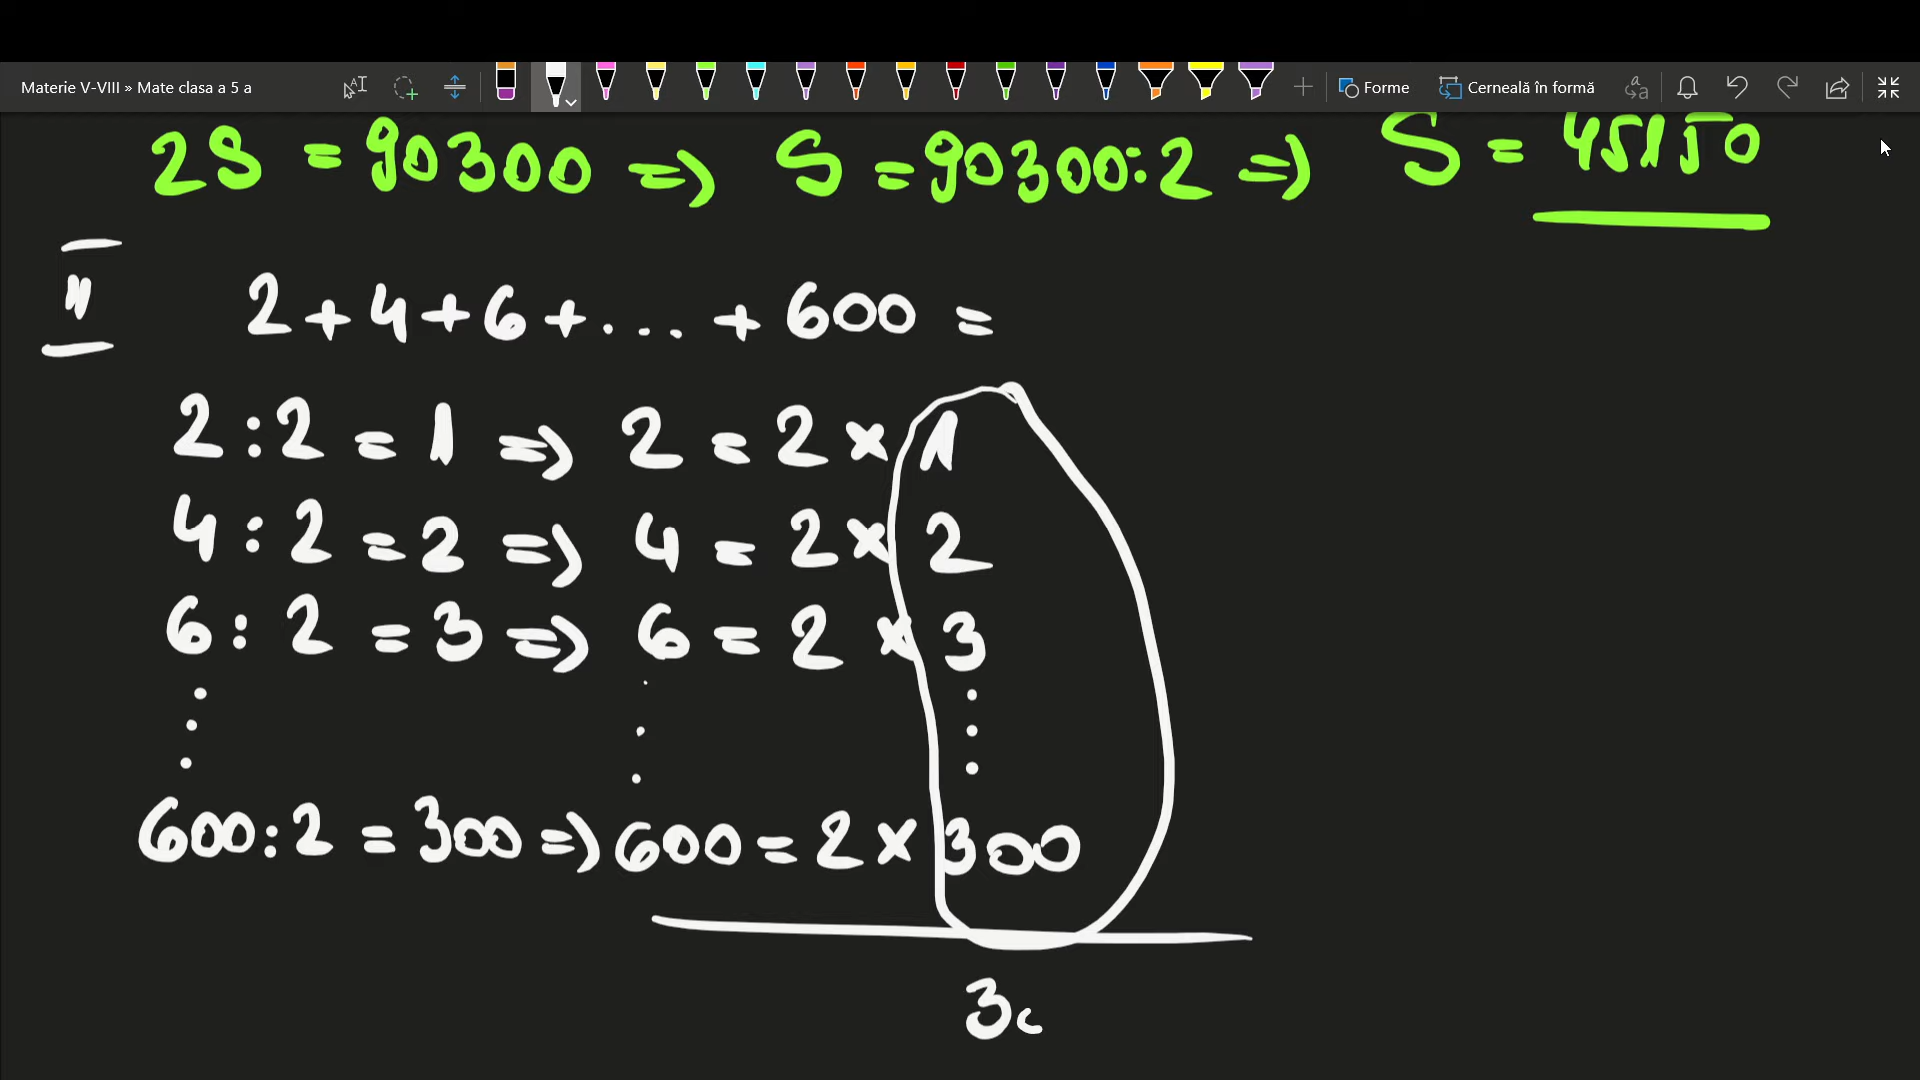 Materie V-VIII » Mate clasa a 5 a Forme Cerneală în formă
2S = 90300 => S = 90300:2 => S = 45150
II 2 + 4 + 6 + ... + 600 =
2 : 2 = 1 => 2 = 2 × 1
4 : 2 = 2 => 4 = 2 × 2
6 : 2 = 3 => 6 = 2 × 3
⋮ ⋮ ⋮
600 : 2 = 300 => 600 = 2 × 300
3